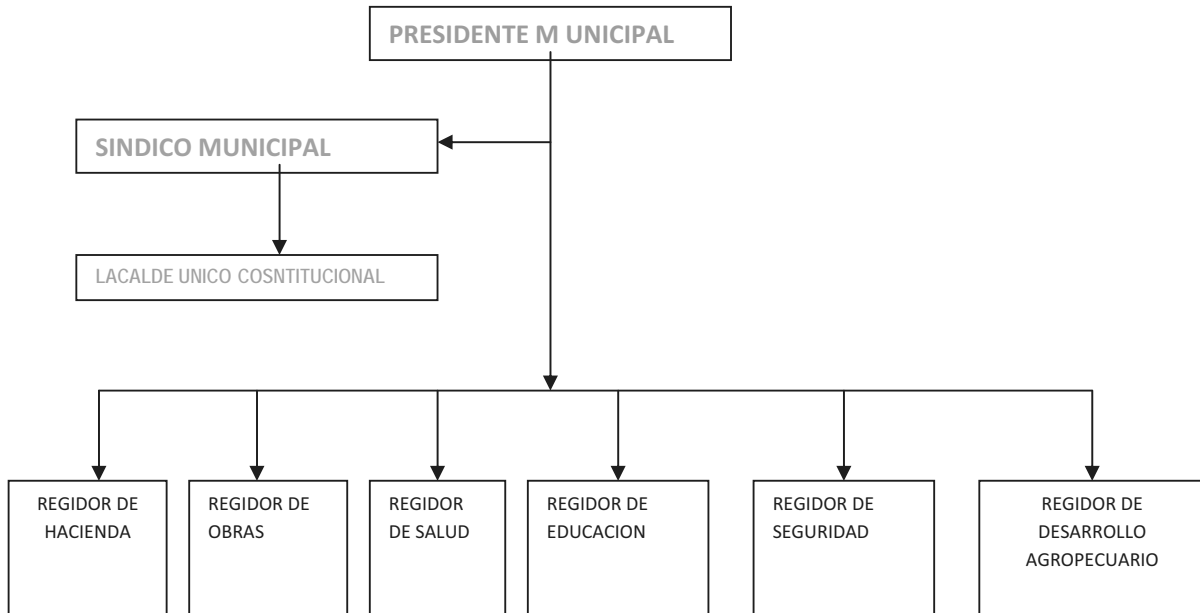 PRESIDENTE M UNICIPAL
SINDICO MUNICIPAL
LACALDE UNICO COSNTITUCIONAL
REGIDOR DE
HACIENDA
REGIDOR DE
OBRAS
REGIDOR
DE SALUD
REGIDOR DE
EDUCACION
REGIDOR DE
SEGURIDAD
REGIDOR DE
DESARROLLO
AGROPECUARIO